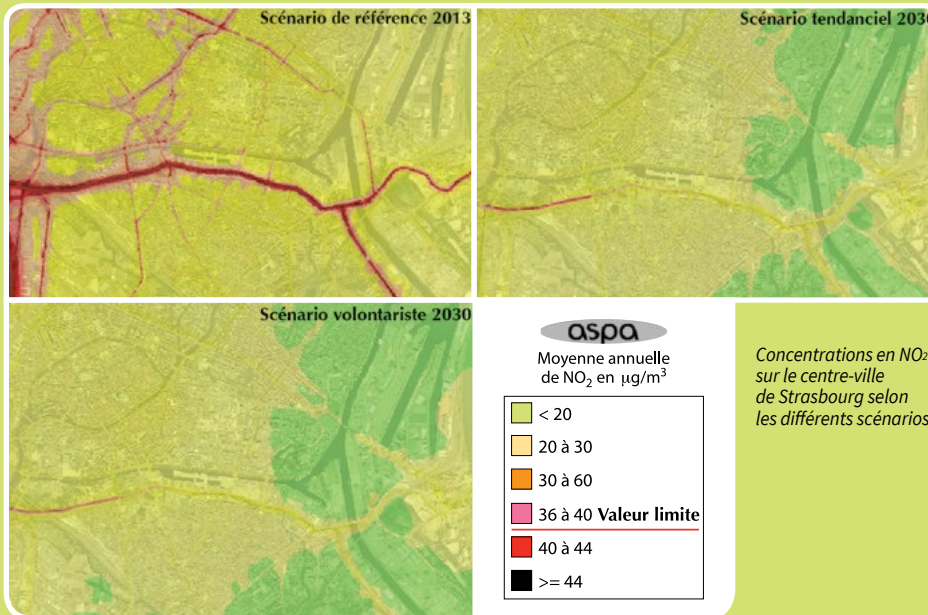 Scénario de référence 2013
Scénario tendanciel 2030
Scénario volontariste 2030
aspa
Moyenne annuelle
de NO₂ en µg/m³
< 20
20 à 30
30 à 60
36 à 40 Valeur limite
40 à 44
>= 44
Concentrations en NO₂
sur le centre-ville
de Strasbourg selon
les différents scénarios